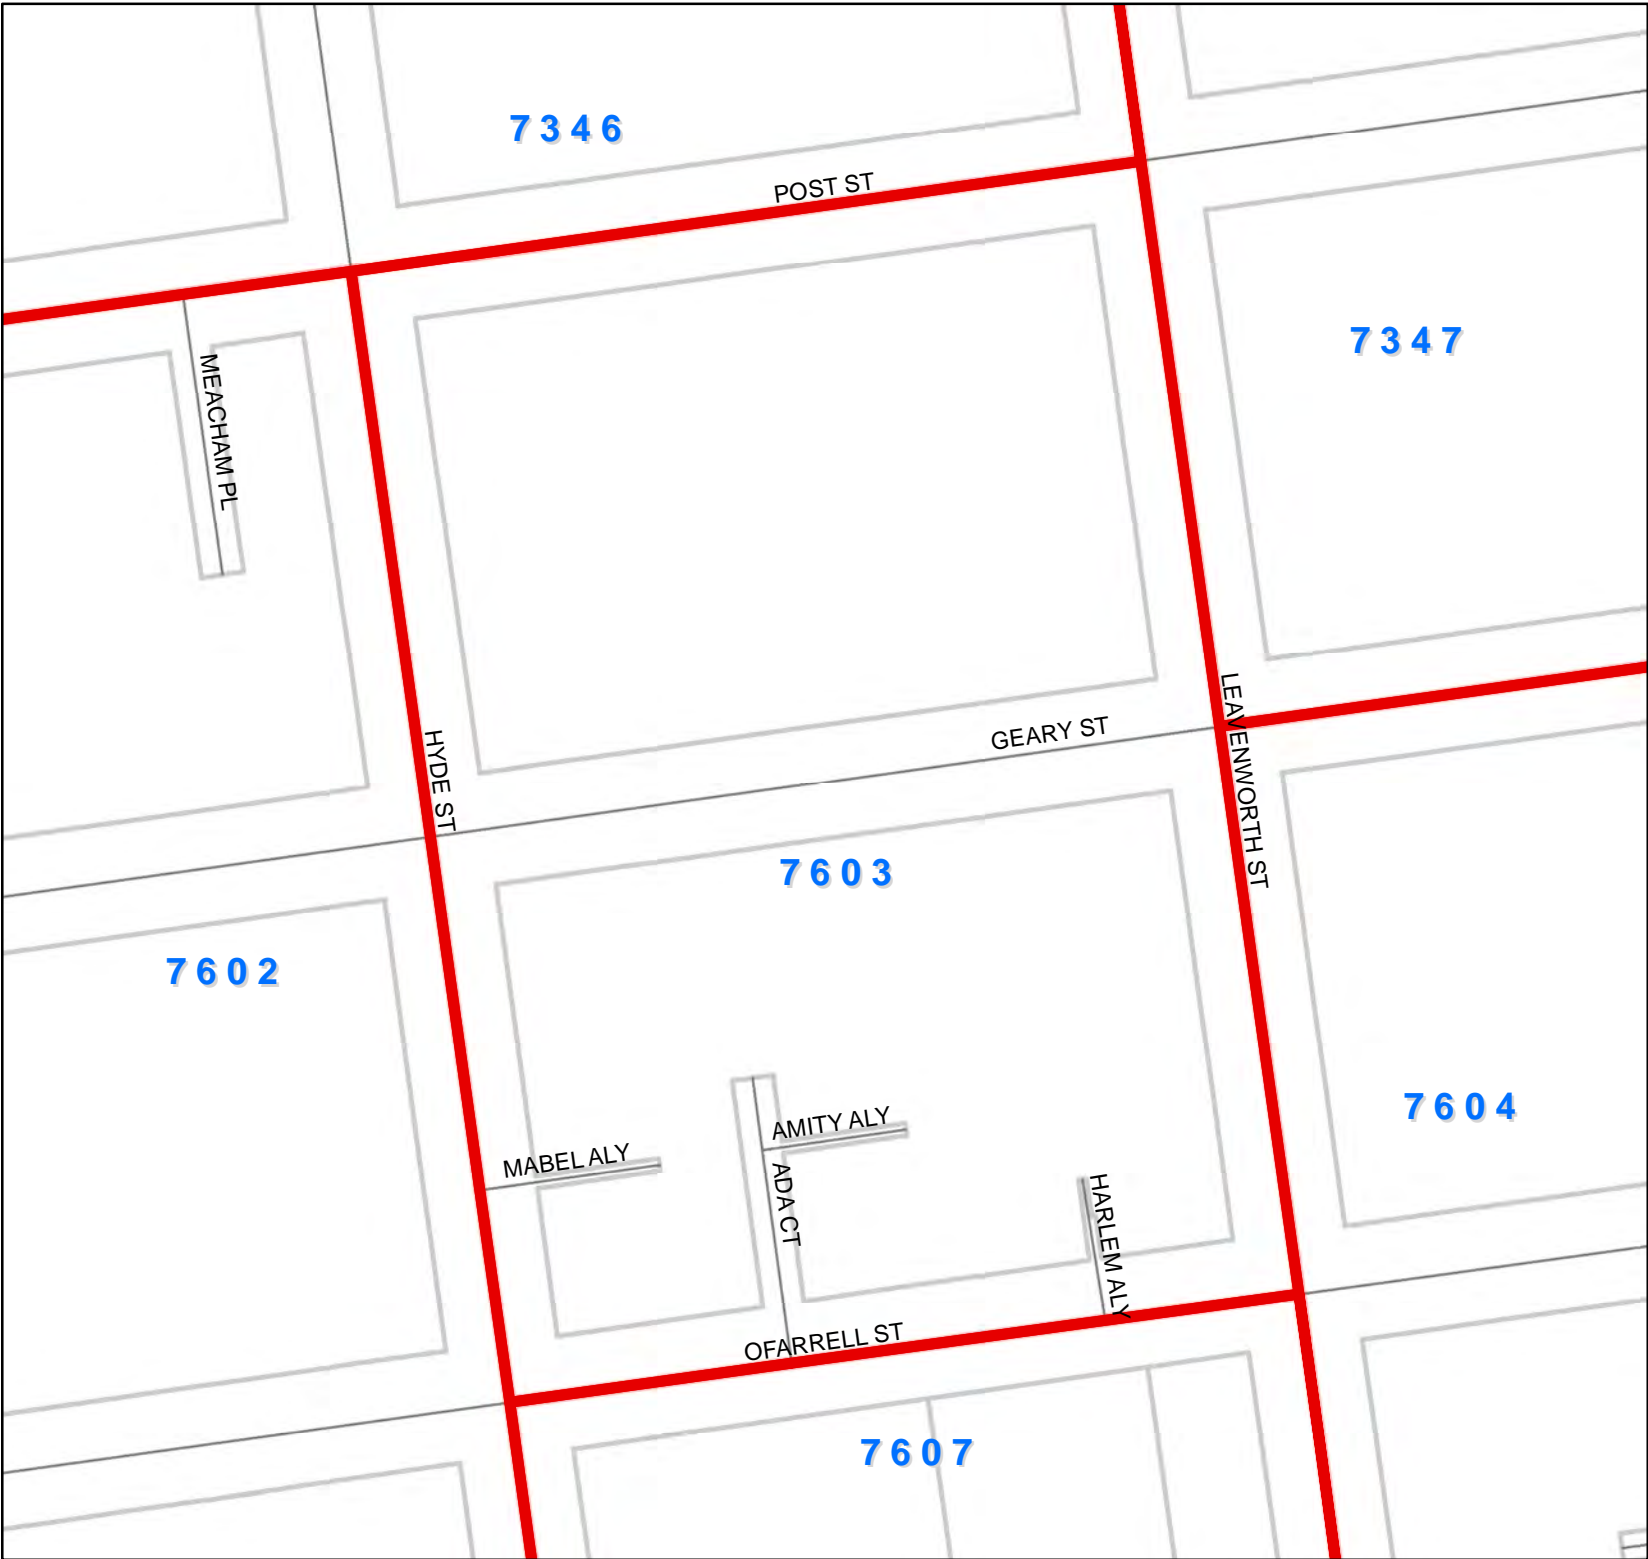 7346
POST ST
7347
MEACHAM PL
GEARY ST
HYDE ST
LEAVENWORTH ST
7603
7602
7604
AMITY ALY
MABEL ALY
ADA CT
HARLEM ALY
OFARRELL ST
7607